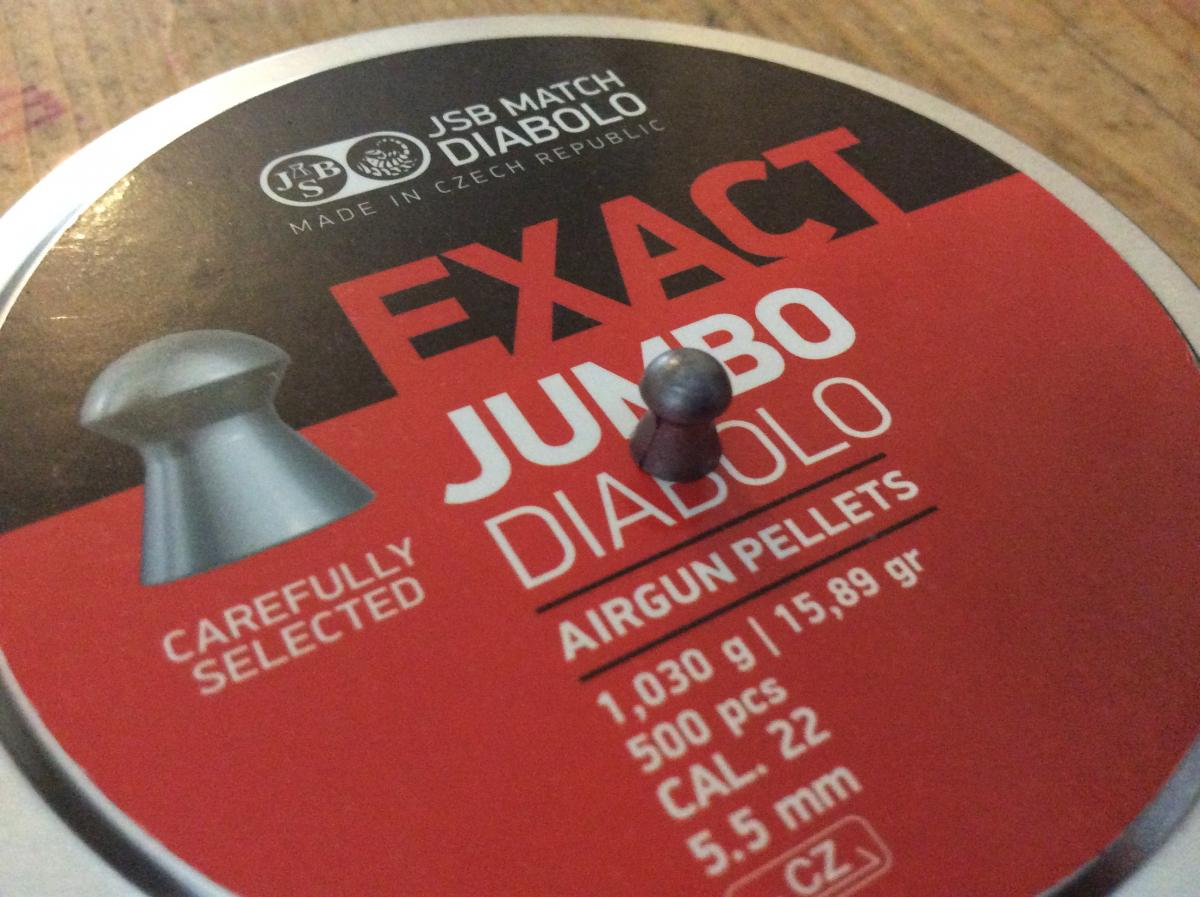 JSB
JSB MATCH
DIABOLO
MADE IN CZECH REPUBLIC
EXACT
JUMBO
DIABOLO
AIRGUN PELLETS
CAREFULLY
SELECTED
1,030 g | 15,89 gr
500 pcs
CAL. 22
5.5 mm
CZ